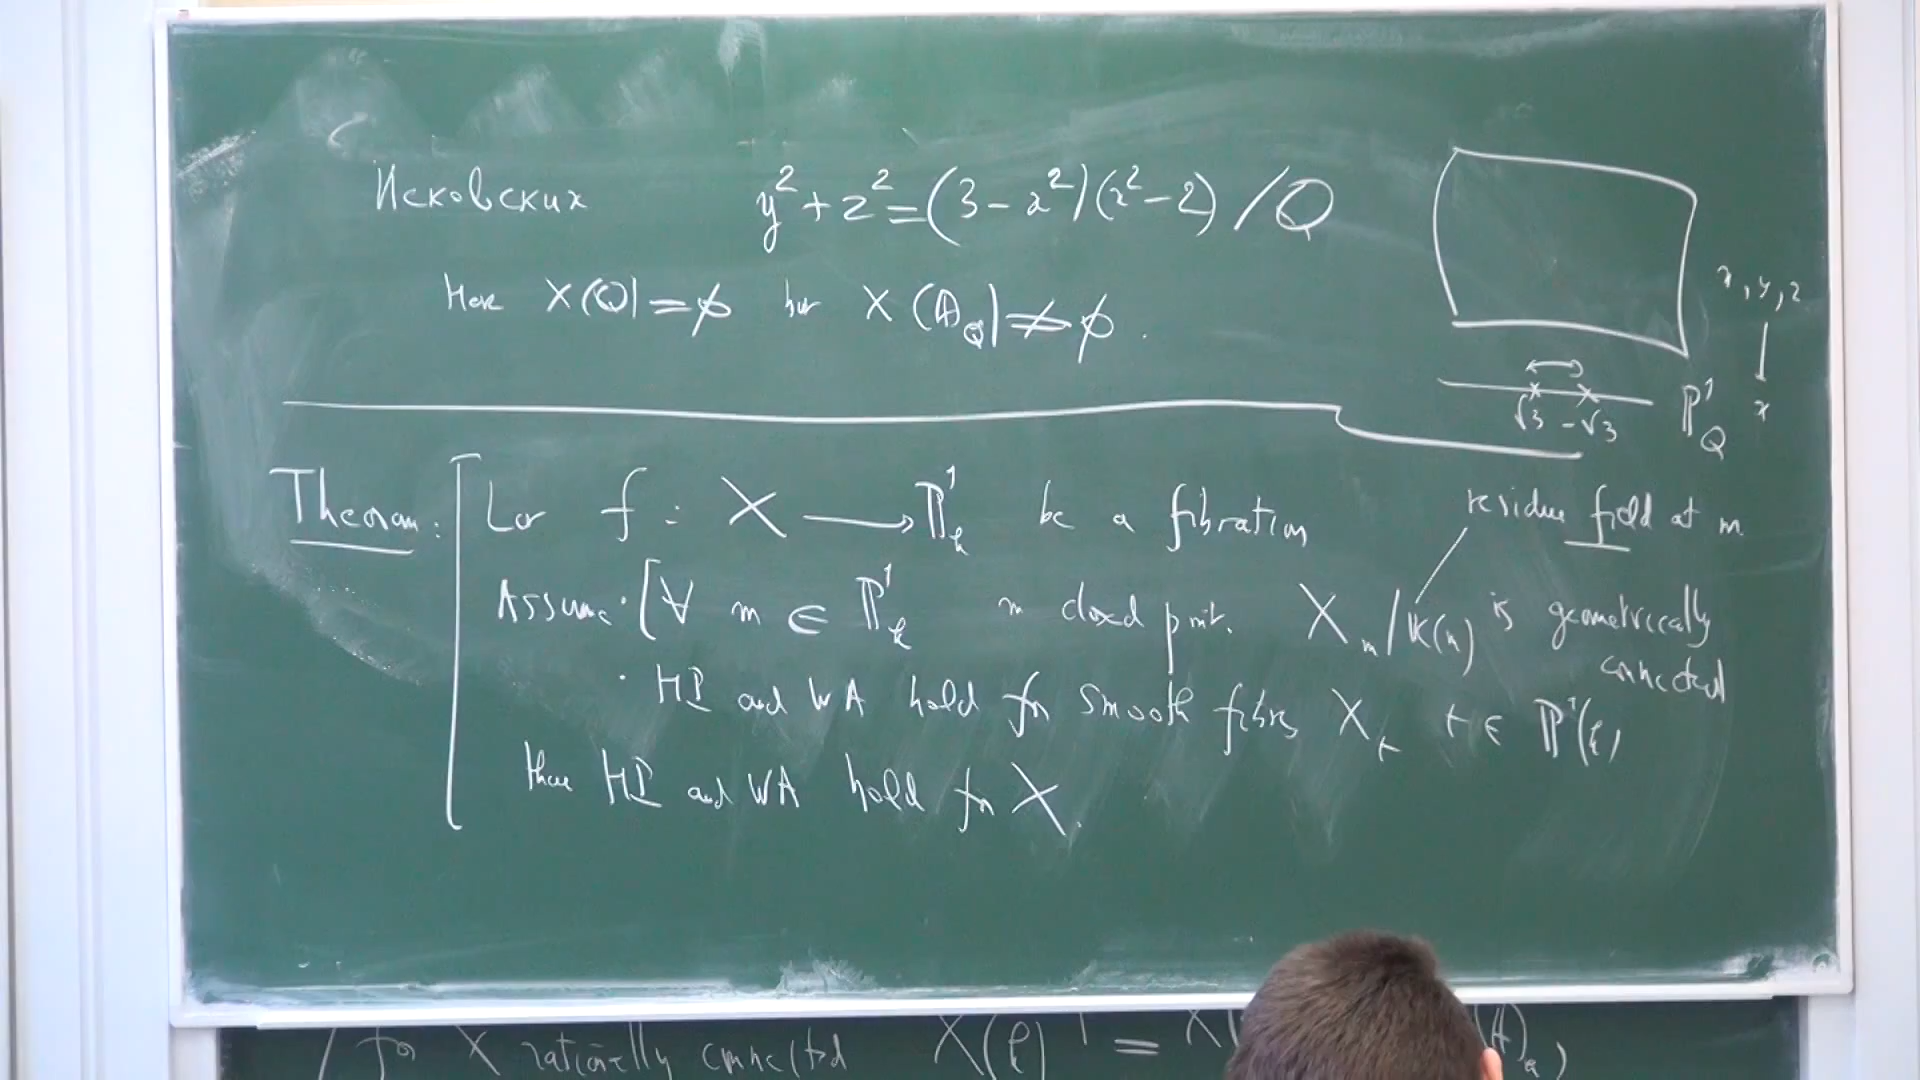 Исковских y² + z² = (3 - x²)(x² - 2) / Q
Here X(Q) = ∅ but X(A_Q) ≠ ∅.
x, y, z
x
√3 -√3 P¹_Q
Theorem: Let f: X → P¹_k be a fibration
residue field at m
Assume · [∀ m ∈ P¹_k m closed point. X_m / K(m) is geometrically
connected
· HP and WA hold for smooth fibres X_t t ∈ P¹(k)
then HP and WA hold for X.
for X rationally connected X(k) =